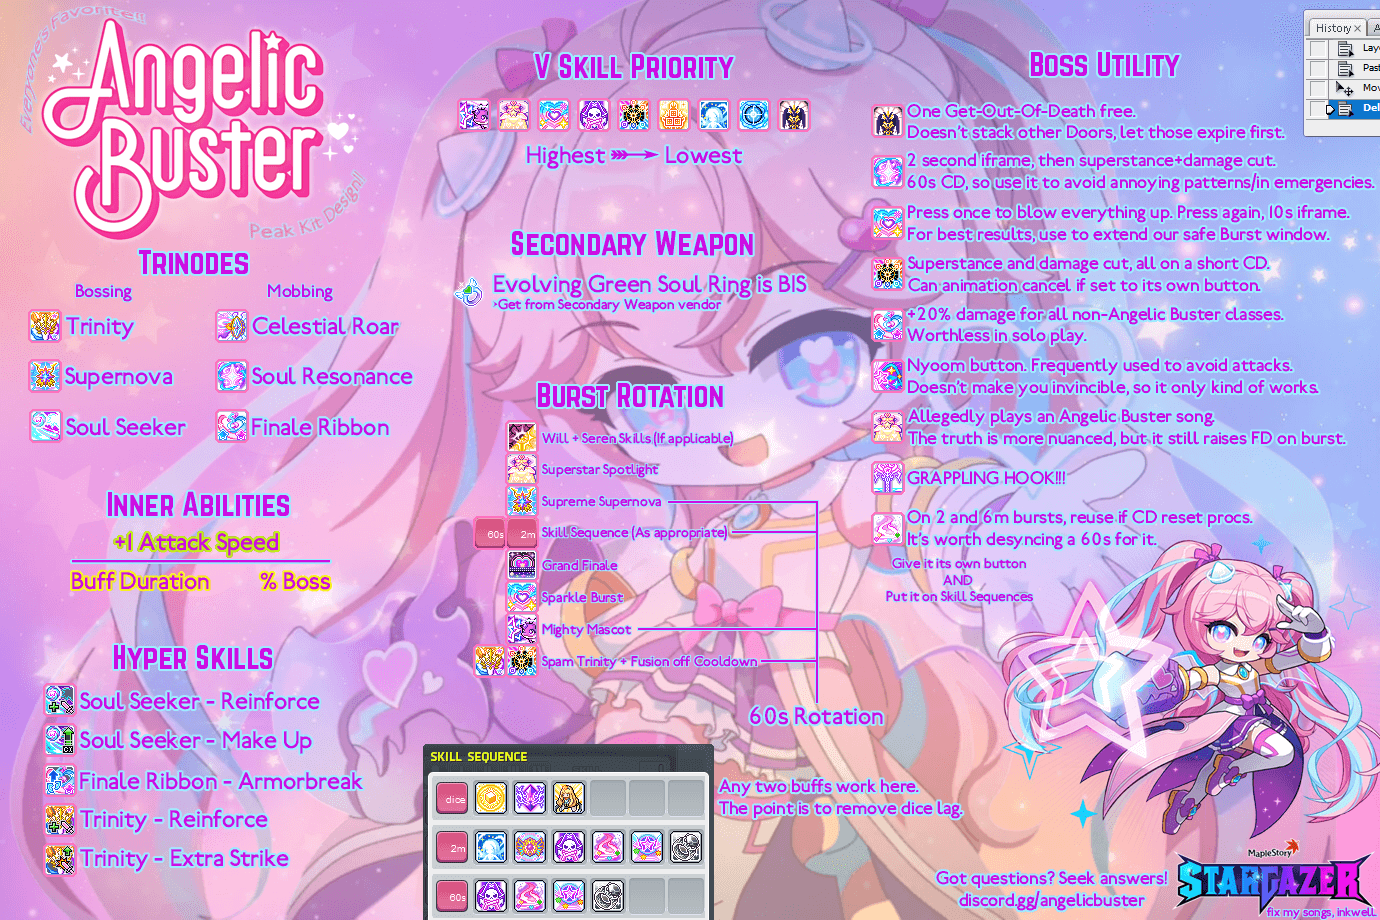 Everyone's Favorite!!
Angelic
Buster
Peak Kit Design!
Trinodes
Bossing
Mobbing
Trinity
Celestial Roar
Supernova
Soul Resonance
Soul Seeker
Finale Ribbon
Inner Abilities
+1 Attack Speed
Buff Duration
% Boss
Hyper Skills
Soul Seeker - Reinforce
Soul Seeker - Make Up
Finale Ribbon - Armorbreak
Trinity - Reinforce
Trinity - Extra Strike
V Skill Priority
Highest
Lowest
Secondary Weapon
Evolving Green Soul Ring is BIS
>Get from Secondary Weapon vendor
Burst Rotation
Will + Seren Skills (If applicable)
Superstar Spotlight
Supreme Supernova
60s
2m
Skill Sequence (As appropriate)
Grand Finale
Sparkle Burst
Mighty Mascot
Spam Trinity + Fusion off Cooldown
60s Rotation
SKILL SEQUENCE
dice
2m
60s
Any two buffs work here.
The point is to remove dice lag.
Boss Utility
One Get-Out-Of-Death free.
Doesn't stack other Doors, let those expire first.
2 second iframe, then superstance+damage cut.
60s CD, so use it to avoid annoying patterns/in emergencies.
Press once to blow everything up. Press again, 10s iframe.
For best results, use to extend our safe Burst window.
Superstance and damage cut, all on a short CD.
Can animation cancel if set to its own button.
+20% damage for all non-Angelic Buster classes.
Worthless in solo play.
Nyoom button. Frequently used to avoid attacks.
Doesn't make you invincible, so it only kind of works.
Allegedly plays an Angelic Buster song.
The truth is more nuanced, but it still raises FD on burst.
GRAPPLING HOOK!!!
On 2 and 6m bursts, reuse if CD reset procs.
It's worth desyncing a 60s for it.
Give it its own button
AND
Put it on Skill Sequences
Got questions? Seek answers!
discord.gg/angelicbuster
MapleStory
STARGAZER
fix my songs, inkwell.
History
A
Laye
Past
Mov
Del